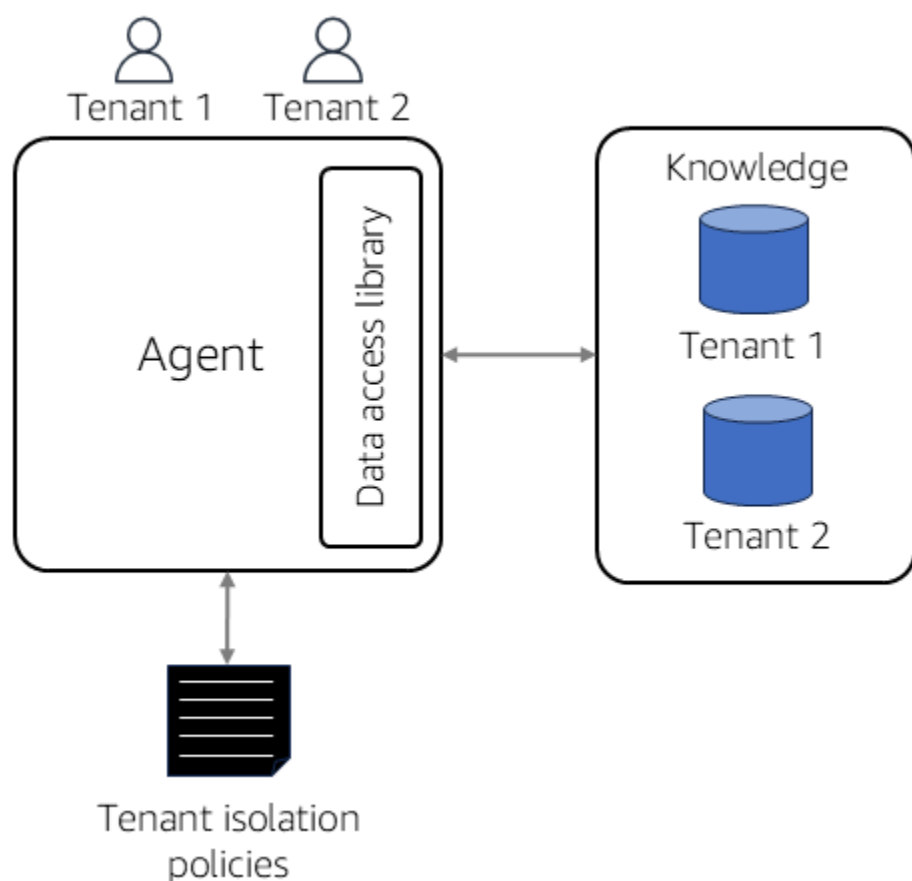 Tenant 1
Tenant 2
Agent
Data access library
Knowledge
Tenant 1
Tenant 2
Tenant isolation
policies